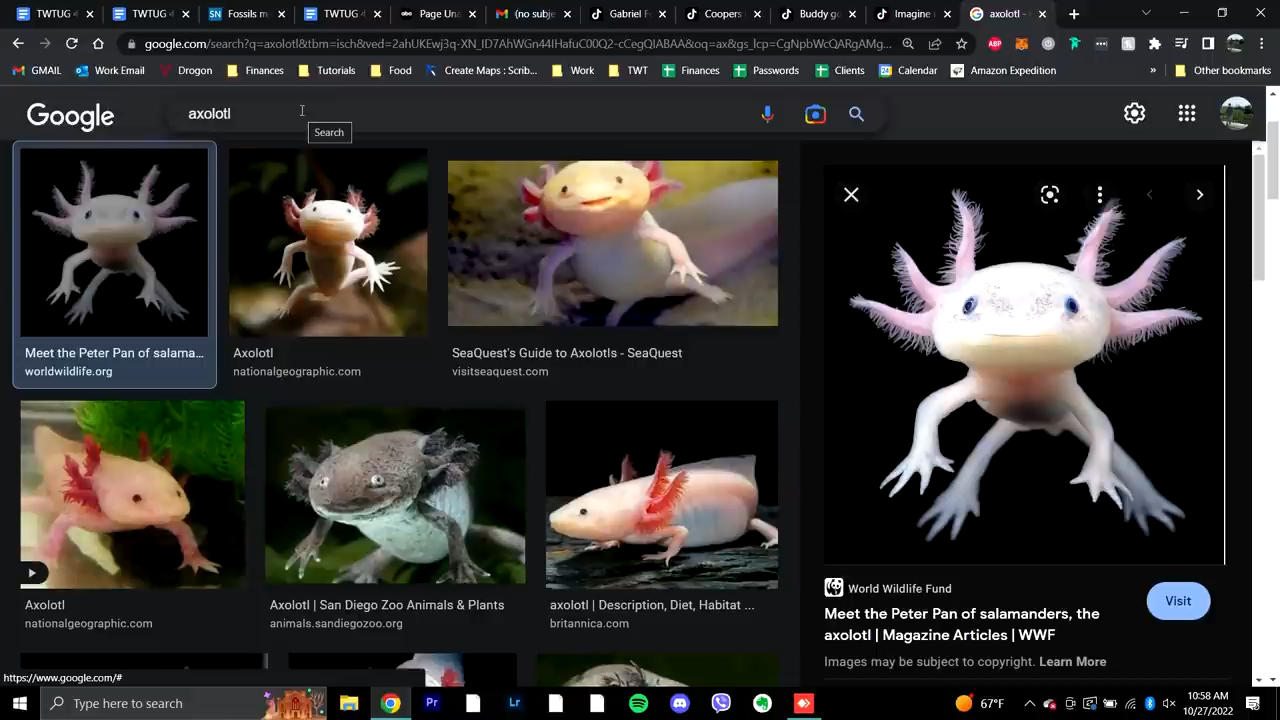 TWTUG 4
TWTUG 4
Fossils m
TWTUG 4
Page Una
(no subje
Gabriel F
Coopers
Buddy go
Imagine
axolotl -
google.com/search?q=axolotl&tbm=isch&ved=2ahUKEwj3q-XN_ID7AhWGn44IHafuC00Q2-cCegQIABAA&oq=ax&gs_lcp=CgNpbWcQARgAMg...
GMAIL
Work Email
Drogon
Finances
Tutorials
Food
Create Maps : Scrib...
Work
TWT
Finances
Passwords
Clients
Calendar
Amazon Expedition
»
Other bookmarks
Google
axolotl
Search
Meet the Peter Pan of salama...
worldwildlife.org
Axolotl
nationalgeographic.com
SeaQuest's Guide to Axolotls - SeaQuest
visitseaquest.com
Axolotl
nationalgeographic.com
Axolotl | San Diego Zoo Animals & Plants
animals.sandiegozoo.org
axolotl | Description, Diet, Habitat ...
britannica.com
World Wildlife Fund
Meet the Peter Pan of salamanders, the
axolotl | Magazine Articles | WWF
Visit
Images may be subject to copyright. Learn More
https://www.google.com/#
Type here to search
67°F
10:58 AM
10/27/2022